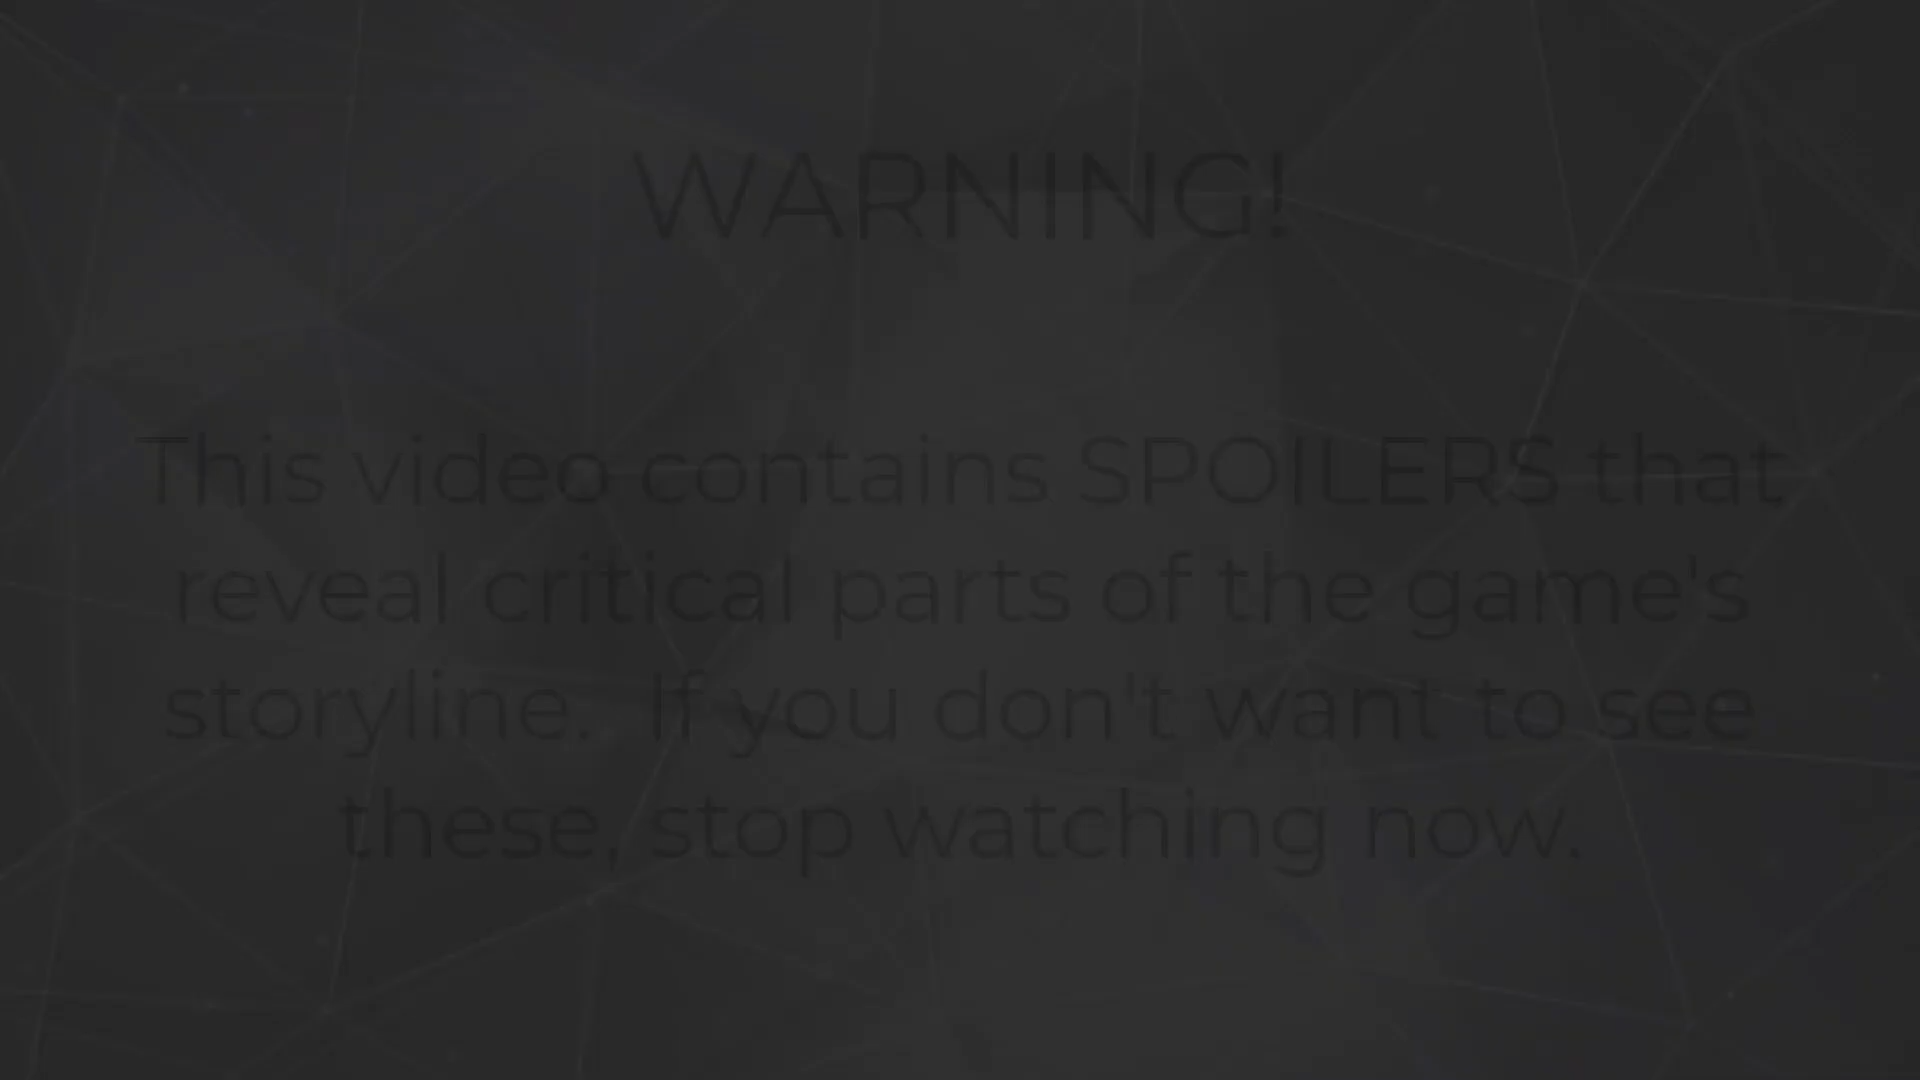 WARNING!
This video contains SPOILERS that
reveal critical parts of the game's
storyline.  If you don't want to see
these, stop watching now.